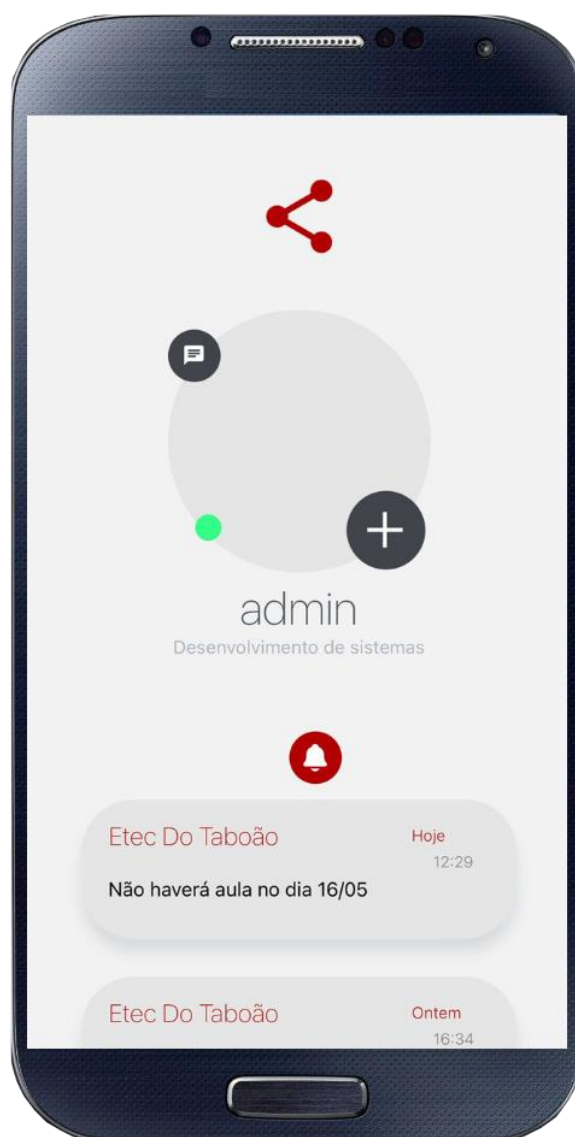 admin
Desenvolvimento de sistemas
Etec Do Taboão
Hoje
12:29
Não haverá aula no dia 16/05
Etec Do Taboão
Ontem
16:34